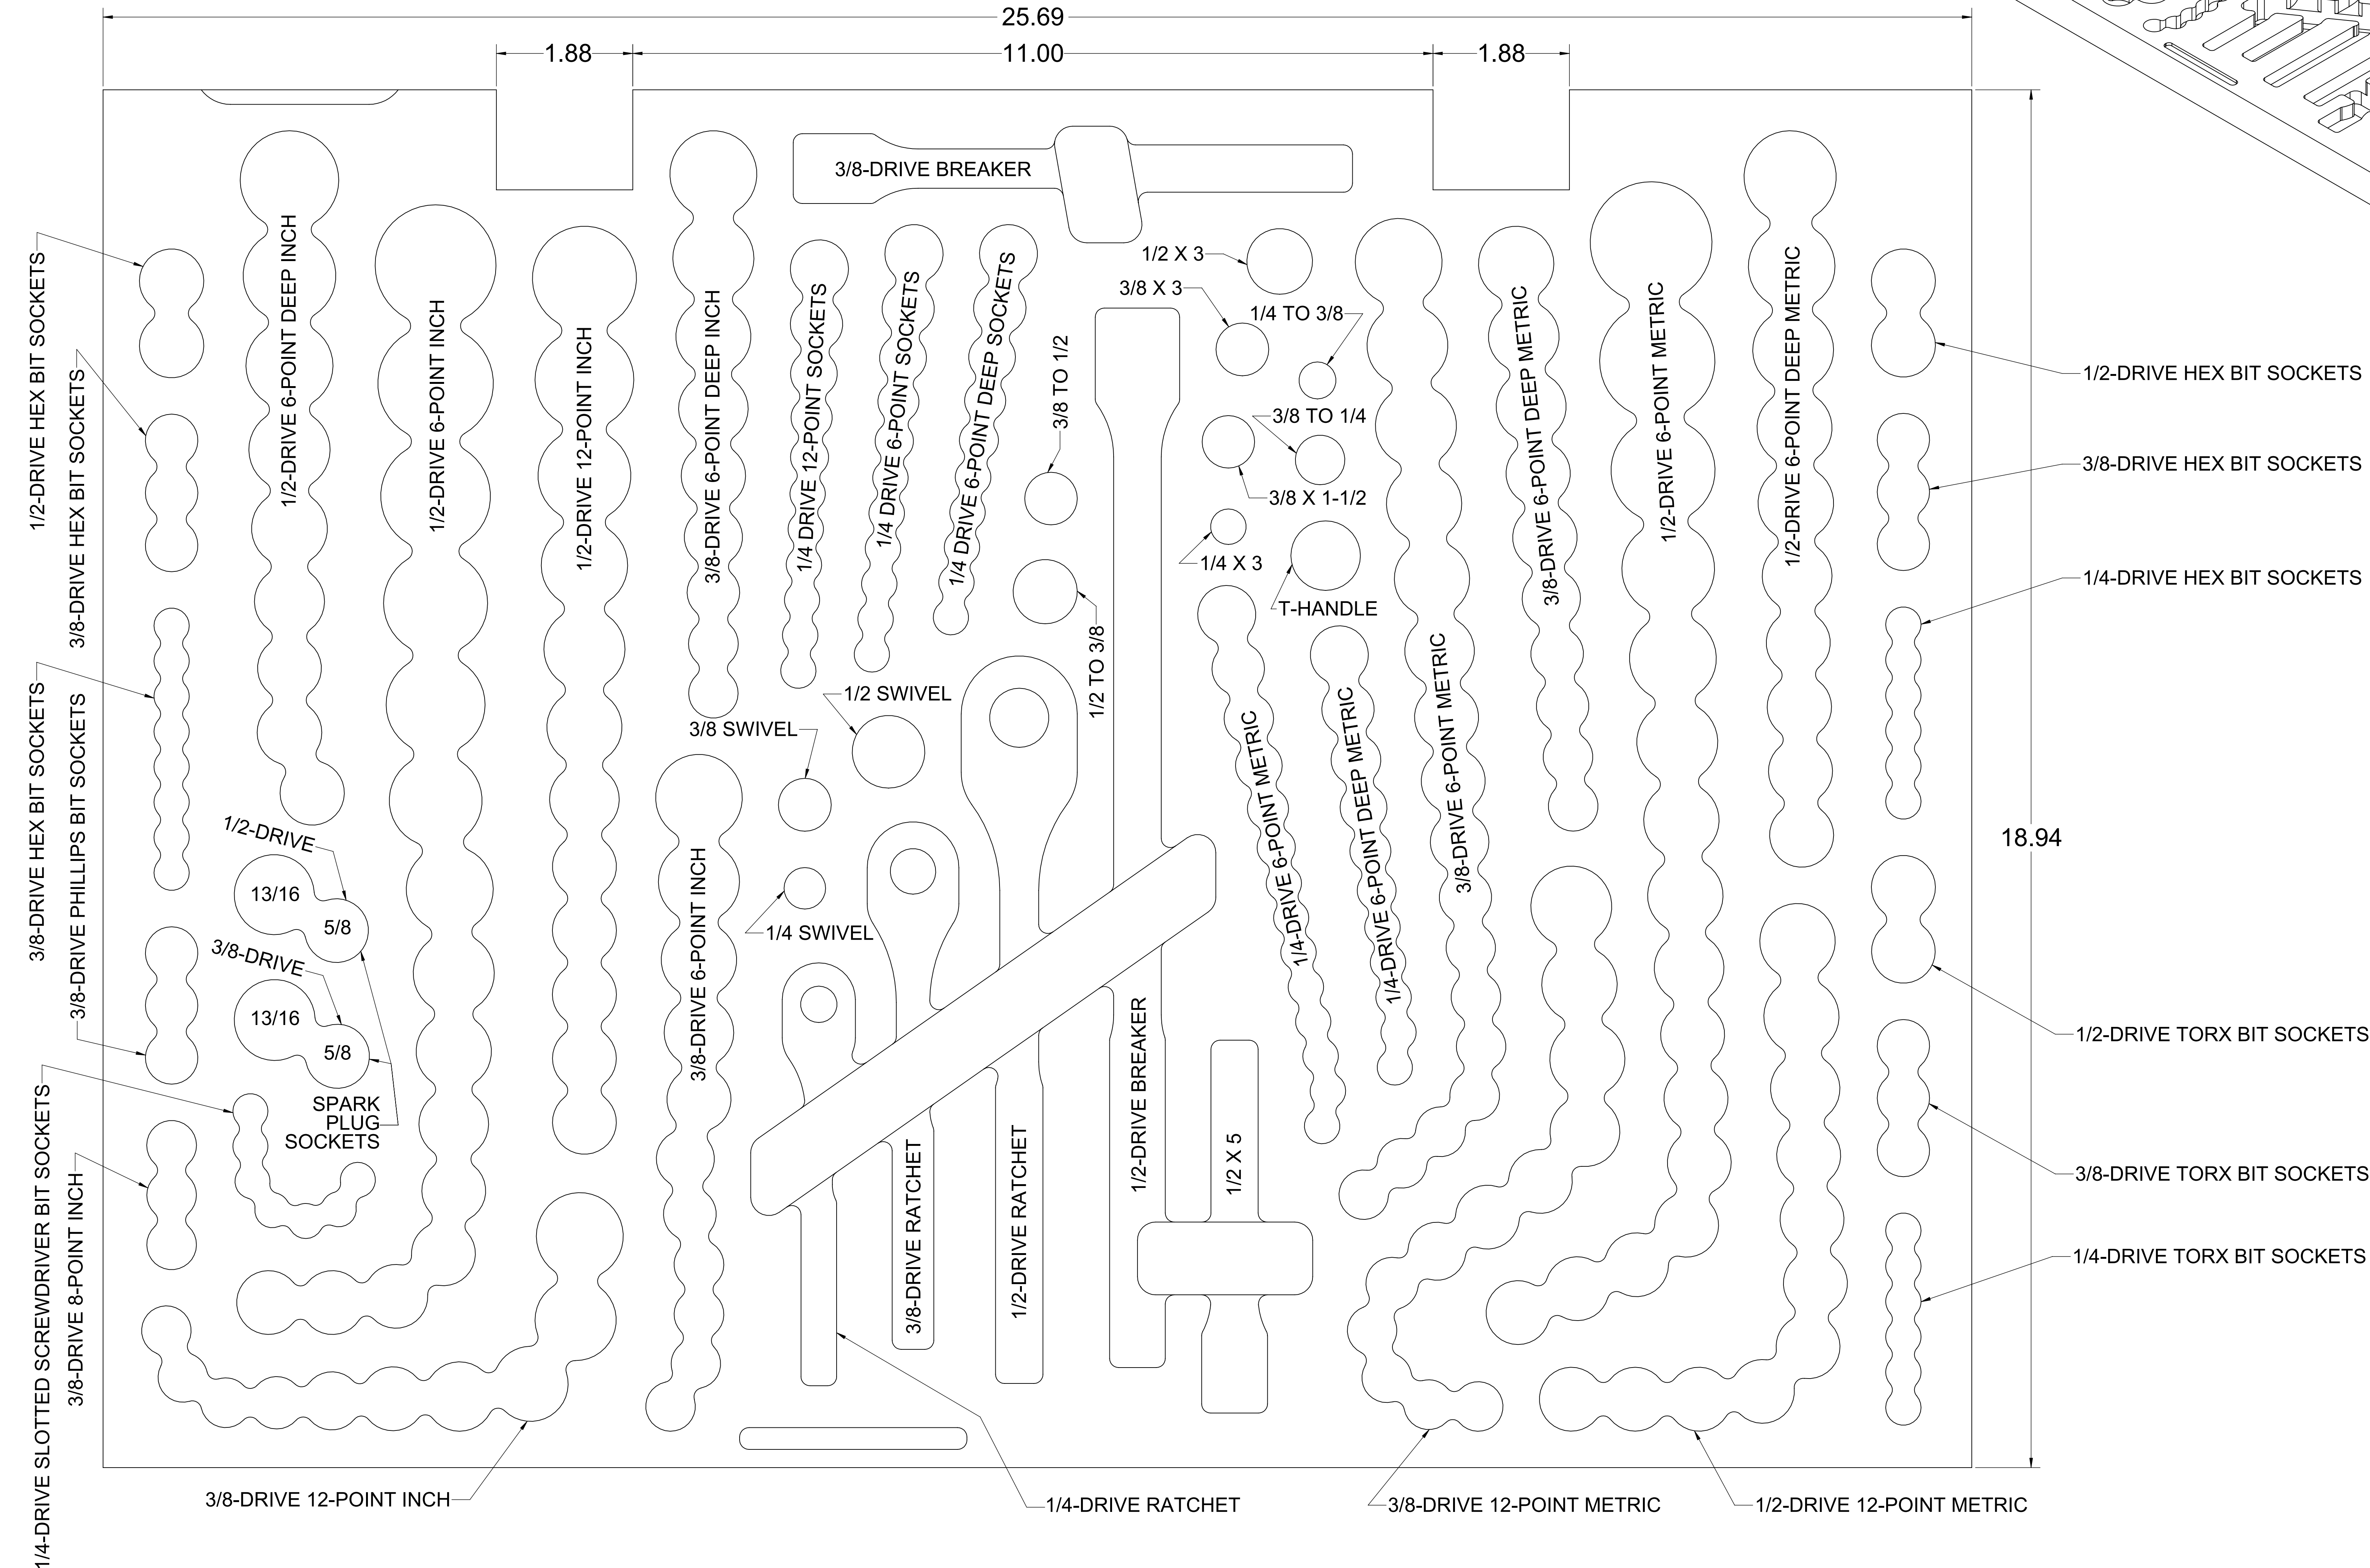 25.69
1.88
11.00
1.88
18.94
3/8-DRIVE BREAKER
1/2-DRIVE HEX BIT SOCKETS
3/8-DRIVE HEX BIT SOCKETS
3/8-DRIVE HEX BIT SOCKETS
3/8-DRIVE PHILLIPS BIT SOCKETS
1/4-DRIVE SLOTTED SCREWDRIVER BIT SOCKETS
3/8-DRIVE 8-POINT INCH
1/2-DRIVE 6-POINT DEEP INCH
1/2-DRIVE 6-POINT INCH
1/2-DRIVE 12-POINT INCH
3/8-DRIVE 6-POINT DEEP INCH
1/4 DRIVE 12-POINT SOCKETS
1/4 DRIVE 6-POINT SOCKETS
1/4 DRIVE 6-POINT DEEP SOCKETS
3/8 TO 1/2
1/2 TO 3/8
1/2 X 3
3/8 X 3
1/4 TO 3/8
3/8 TO 1/4
3/8 X 1-1/2
1/4 X 3
T-HANDLE
1/2 SWIVEL
3/8 SWIVEL
1/4 SWIVEL
1/2-DRIVE
13/16
5/8
3/8-DRIVE
13/16
5/8
SPARK
PLUG
SOCKETS
3/8-DRIVE 6-POINT INCH
3/8-DRIVE RATCHET
1/2-DRIVE RATCHET
1/2-DRIVE BREAKER
1/2 X 5
1/4-DRIVE 6-POINT METRIC
1/4-DRIVE 6-POINT DEEP METRIC
3/8-DRIVE 6-POINT METRIC
3/8-DRIVE 6-POINT DEEP METRIC
1/2-DRIVE 6-POINT METRIC
1/2-DRIVE 6-POINT DEEP METRIC
1/2-DRIVE HEX BIT SOCKETS
3/8-DRIVE HEX BIT SOCKETS
1/4-DRIVE HEX BIT SOCKETS
1/2-DRIVE TORX BIT SOCKETS
3/8-DRIVE TORX BIT SOCKETS
1/4-DRIVE TORX BIT SOCKETS
3/8-DRIVE 12-POINT INCH
1/4-DRIVE RATCHET
3/8-DRIVE 12-POINT METRIC
1/2-DRIVE 12-POINT METRIC